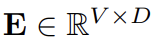 𝐄 ∈ ℝ^{V×D}